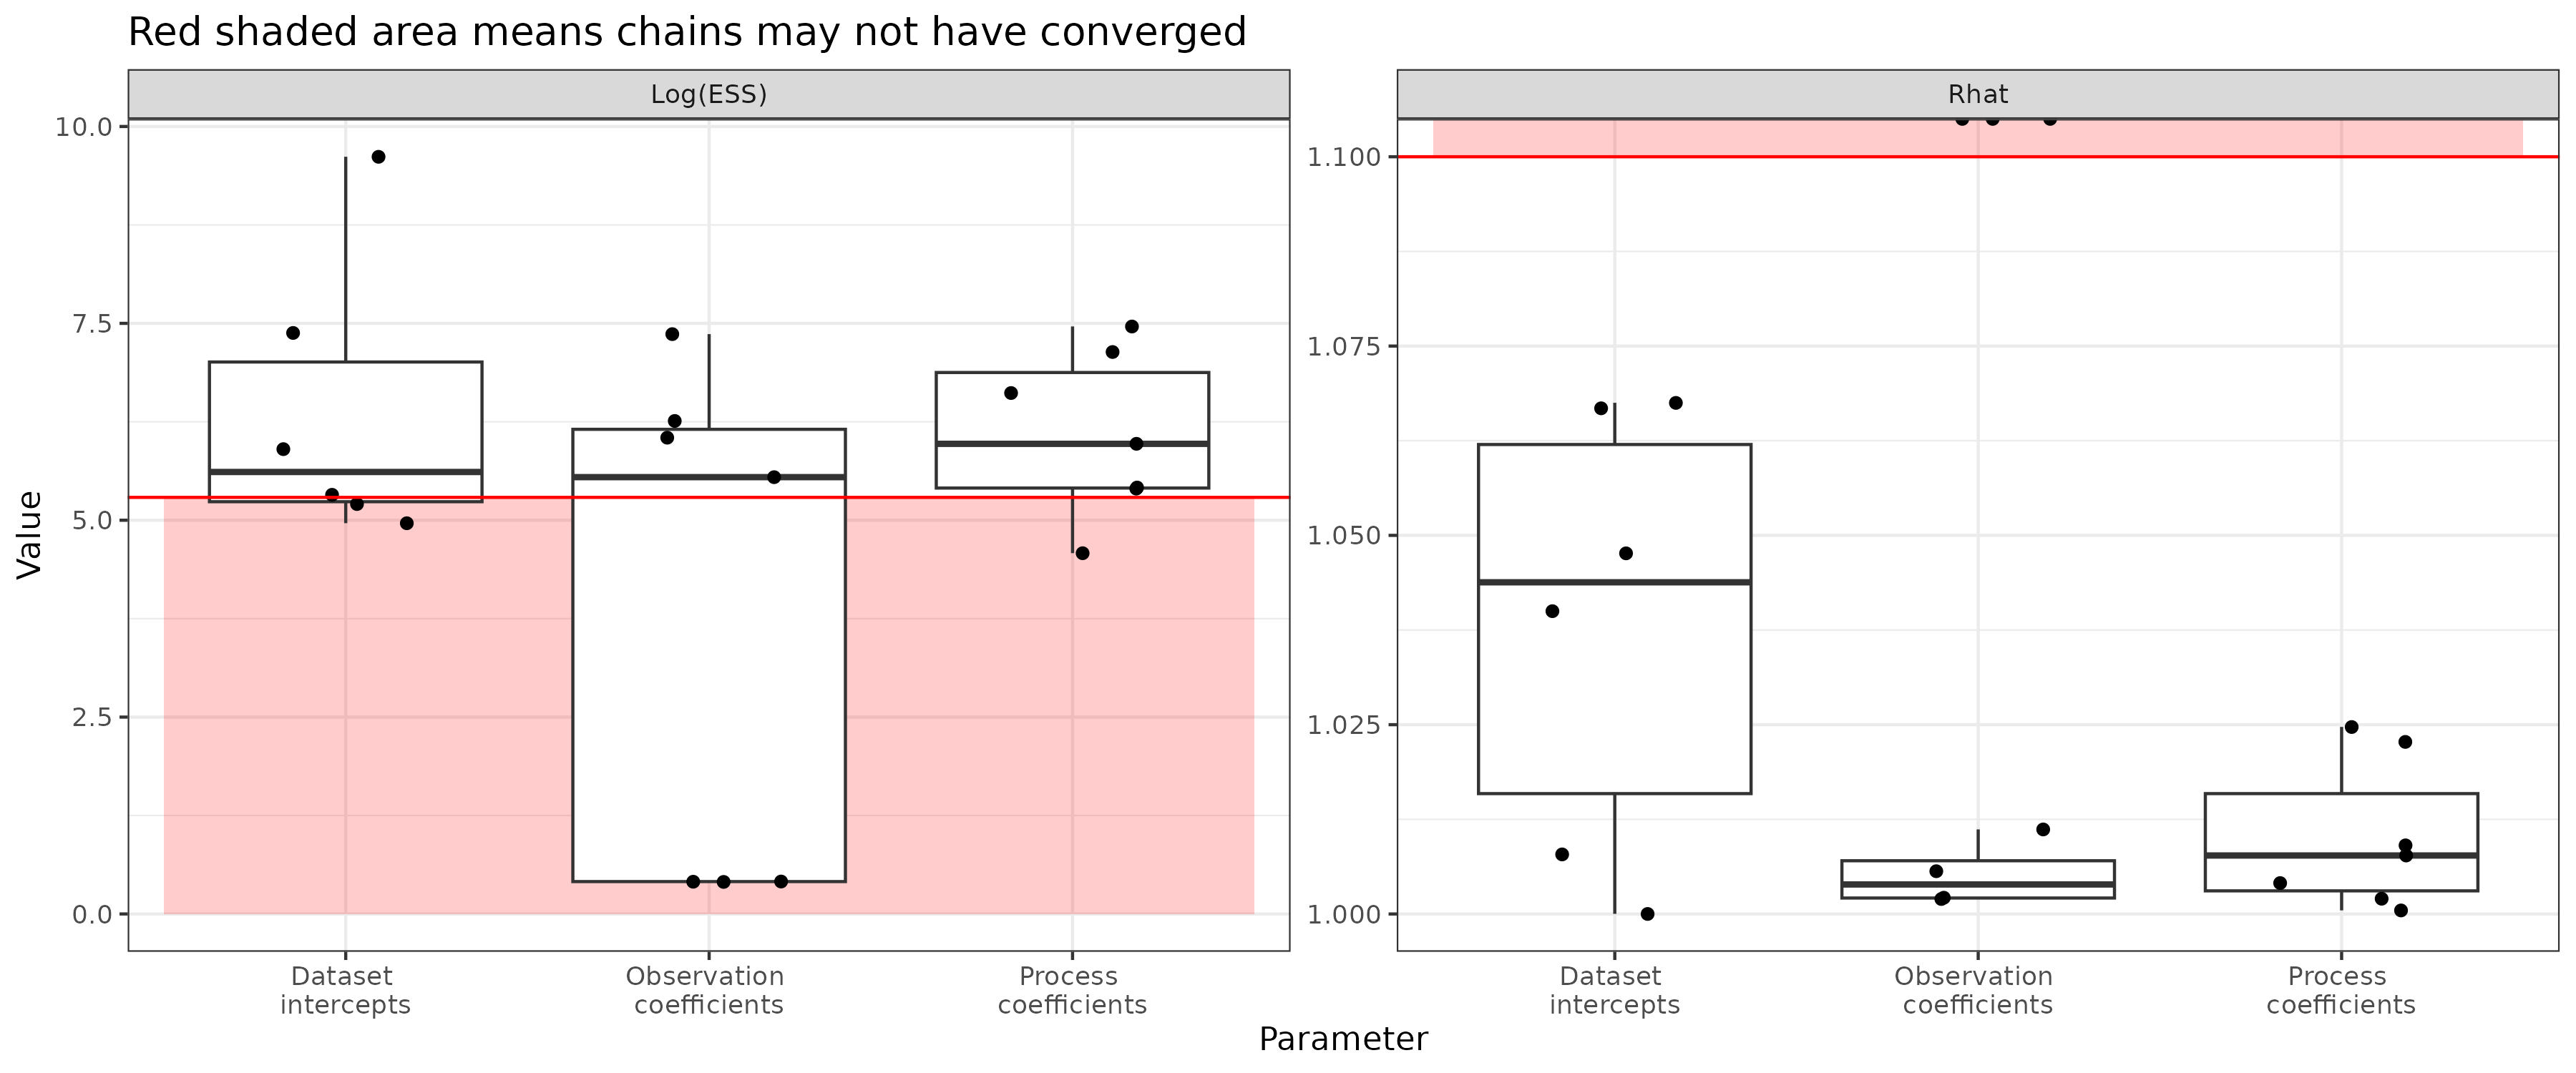 Red shaded area means chains may not have converged
Log(ESS)
Rhat
Value
10.0
7.5
5.0
2.5
0.0
1.100
1.075
1.050
1.025
1.000
Dataset
intercepts
Observation
coefficients
Process
coefficients
Dataset
intercepts
Observation
coefficients
Process
coefficients
Parameter